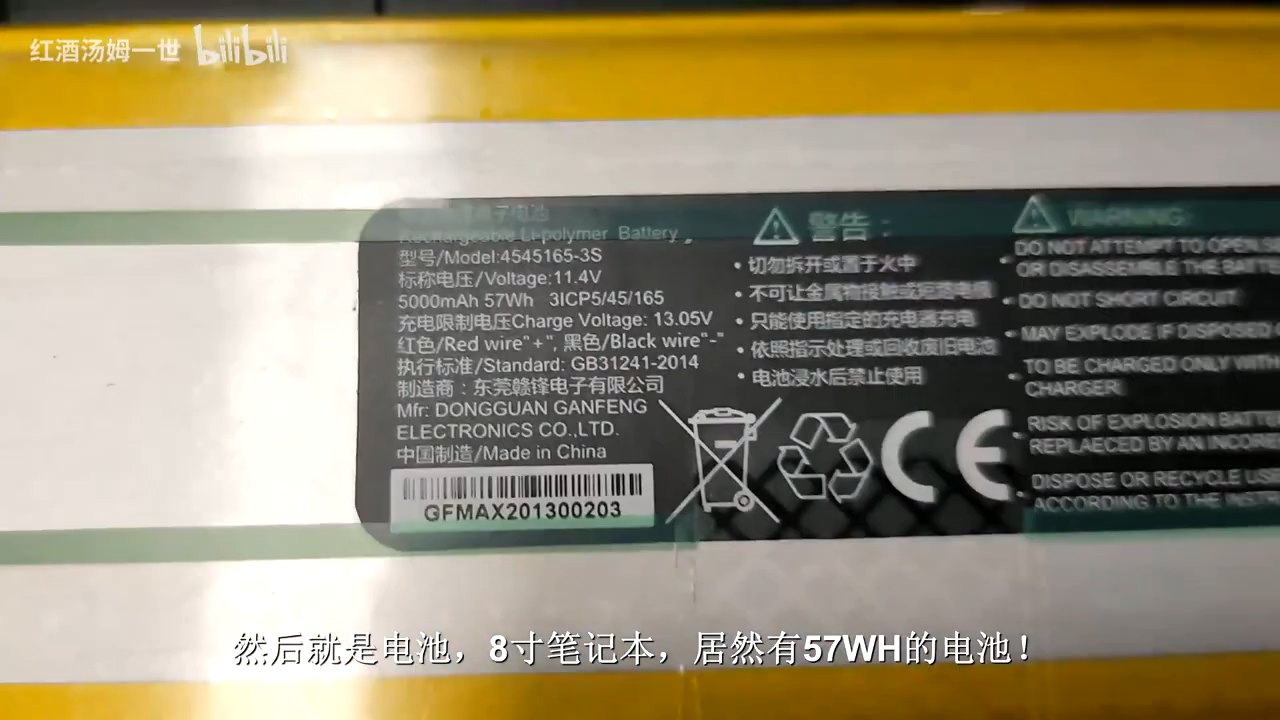 红酒汤姆一世 bilibili
锂离子电池
Rechargeable Li-polymer Battery
型号/Model:4545165-3S
标称电压/Voltage:11.4V
5000mAh 57Wh 3ICP5/45/165
充电限制电压Charge Voltage: 13.05V
红色/Red wire"+", 黑色/Black wire"-"
执行标准/Standard: GB31241-2014
制造商：东莞赣锋电子有限公司
Mfr: DONGGUAN GANFENG
ELECTRONICS CO.,LTD.
中国制造/Made in China
GFMAX201300203
警告：
• 切勿拆开或置于火中
• 不可让金属物接触或短路电源
• 只能使用指定的充电器充电
• 依照指示处理或回收废旧电池
• 电池浸水后禁止使用
CE
WARNING:
DO NOT ATTEMPT TO OPEN,
OR DISASSEMBLE THE
DO NOT SHORT CIRCUIT
MAY EXPLODE IF DISPOSED
TO BE CHARGED ONLY WITH
CHARGER
RISK OF EXPLOSION
REPLAECED BY AN
DISPOSE OR RECYCLE
ACCORDING TO THE
然后就是电池，8寸笔记本，居然有57WH的电池！